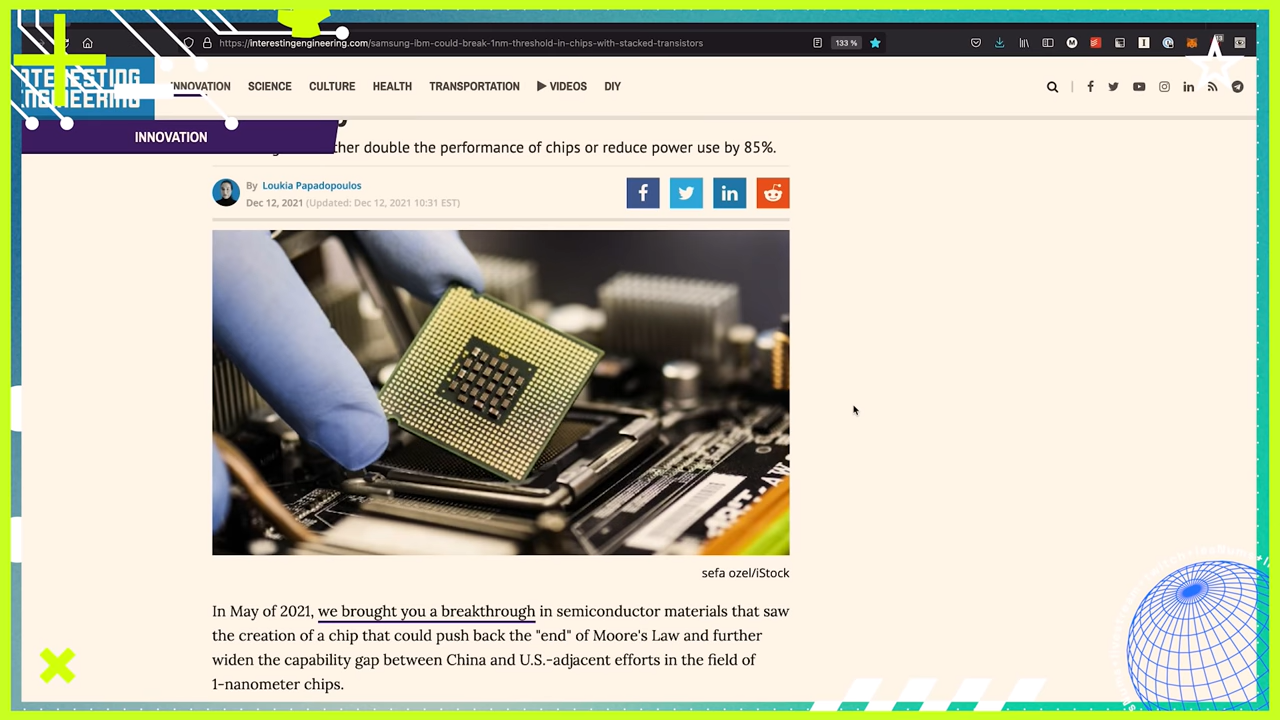 https://interestingengineering.com/samsung-ibm-could-break-1nm-threshold-in-chips-with-stacked-transistors
133 %
INNOVATION SCIENCE CULTURE HEALTH TRANSPORTATION VIDEOS DIY
INNOVATION
double the performance of chips or reduce power use by 85%.
By Loukia Papadopoulos
Dec 12, 2021 (Updated: Dec 12, 2021 10:31 EST)
sefa ozel/iStock
In May of 2021, we brought you a breakthrough in semiconductor materials that saw
the creation of a chip that could push back the "end" of Moore's Law and further
widen the capability gap between China and U.S.-adjacent efforts in the field of
1-nanometer chips.